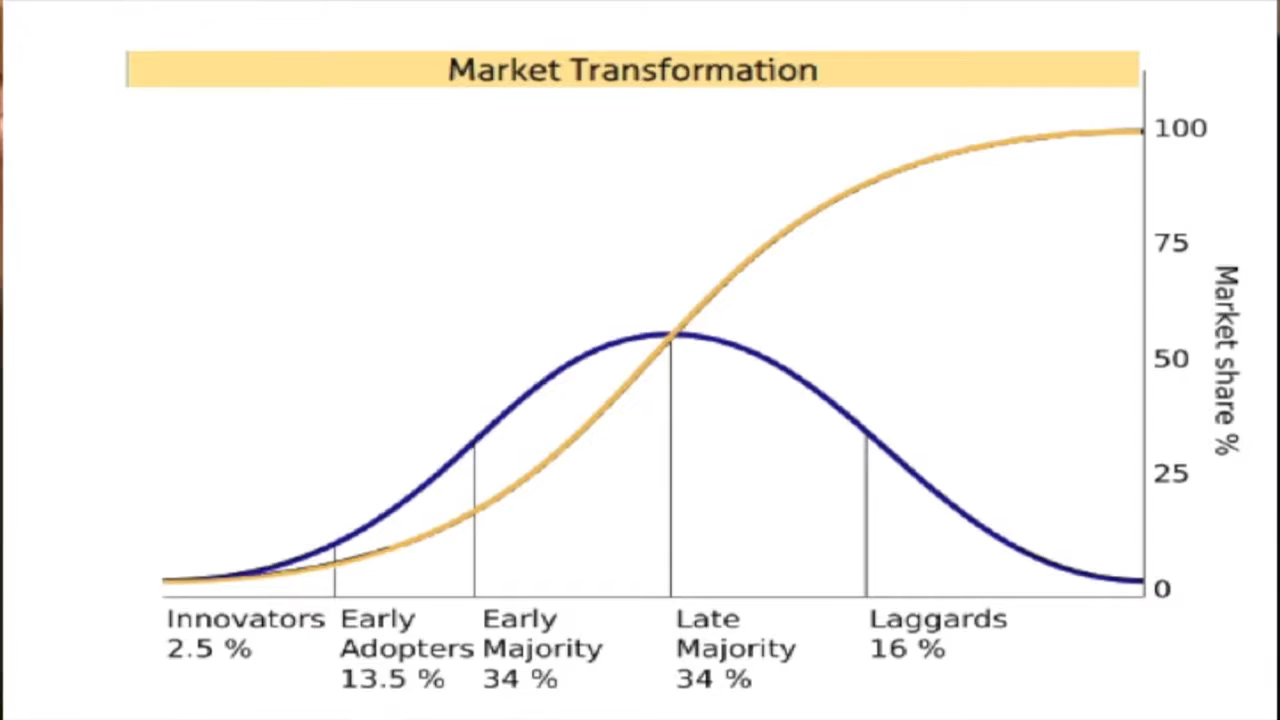 Market Transformation
100
75
50
25
0
Market share %
Innovators
2.5 %
Early
Adopters
13.5 %
Early
Majority
34 %
Late
Majority
34 %
Laggards
16 %